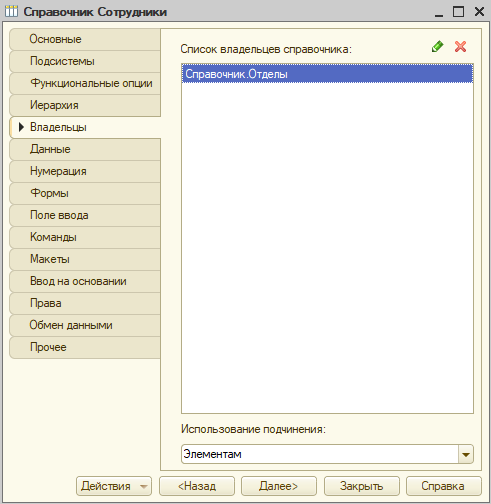 Справочник Сотрудники
Основные
Подсистемы
Функциональные опции
Иерархия
Владельцы
Данные
Нумерация
Формы
Поле ввода
Команды
Макеты
Ввод на основании
Права
Обмен данными
Прочее
Список владельцев справочника:
Справочник.Отделы
Использование подчинения:
Элементам
Действия <Назад Далее> Закрыть Справка